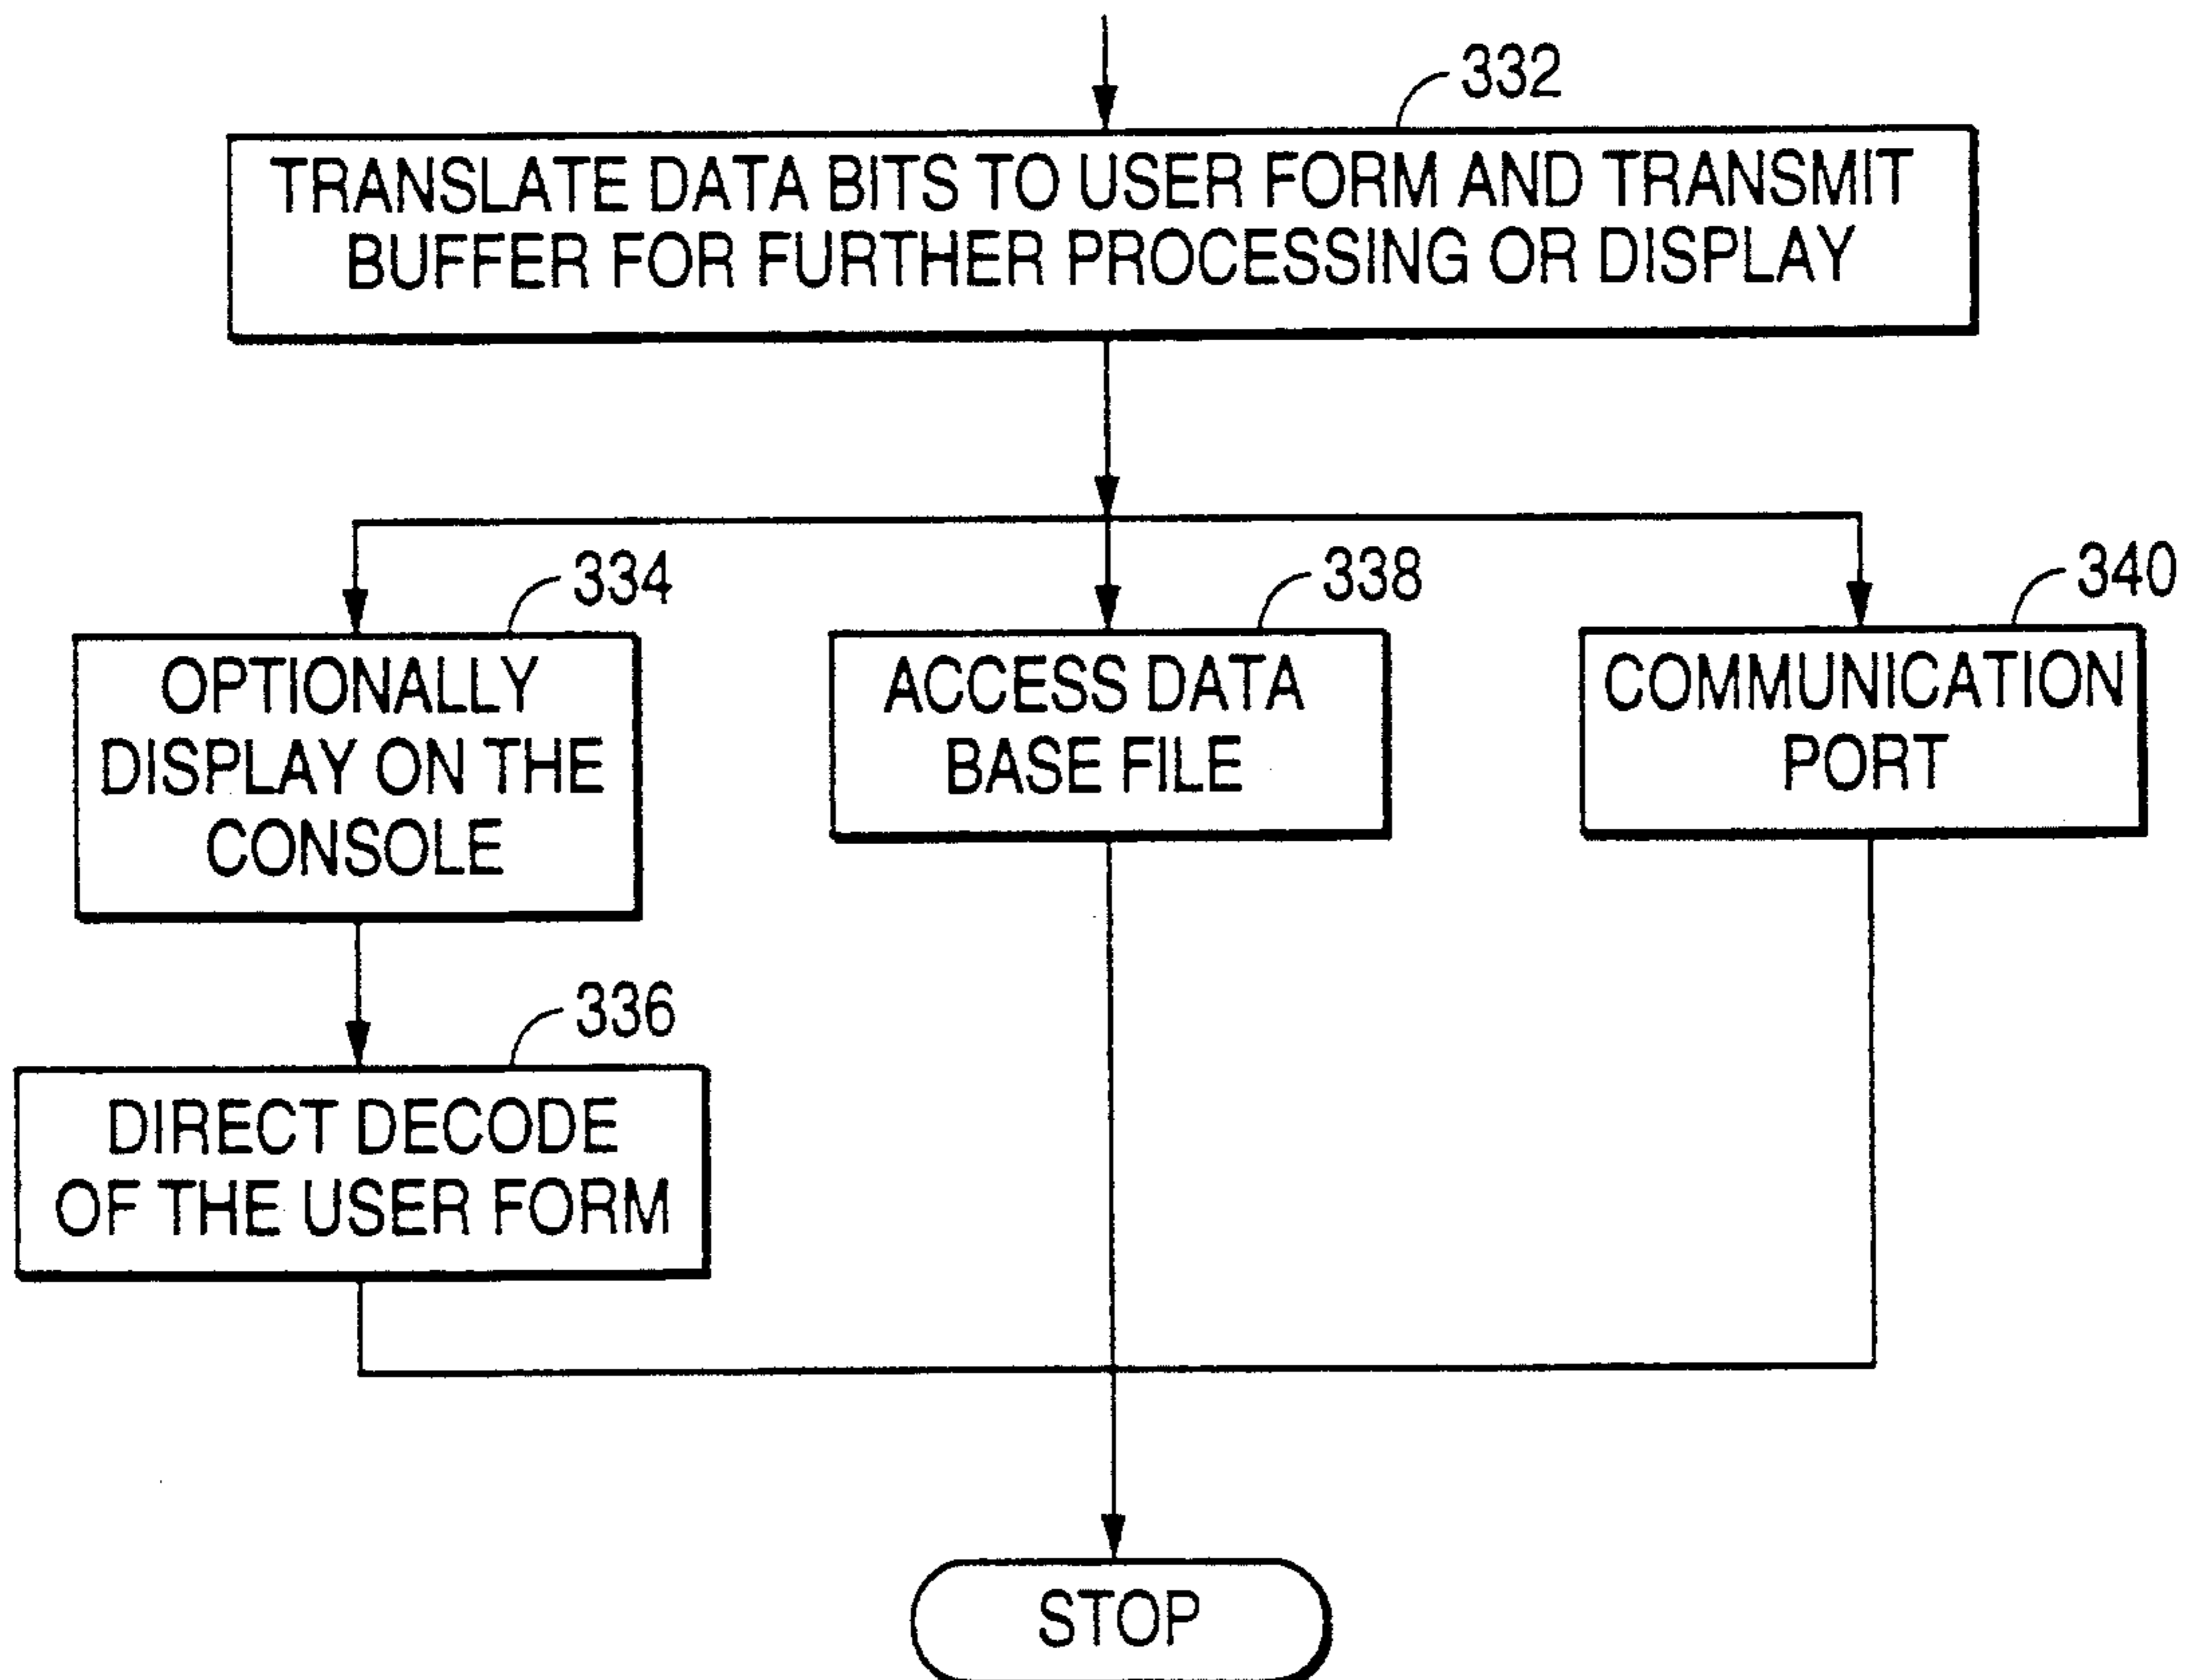 332
TRANSLATE DATA BITS TO USER FORM AND TRANSMIT
BUFFER FOR FURTHER PROCESSING OR DISPLAY
334
OPTIONALLY
DISPLAY ON THE
CONSOLE
338
ACCESS DATA
BASE FILE
340
COMMUNICATION
PORT
336
DIRECT DECODE
OF THE USER FORM
STOP